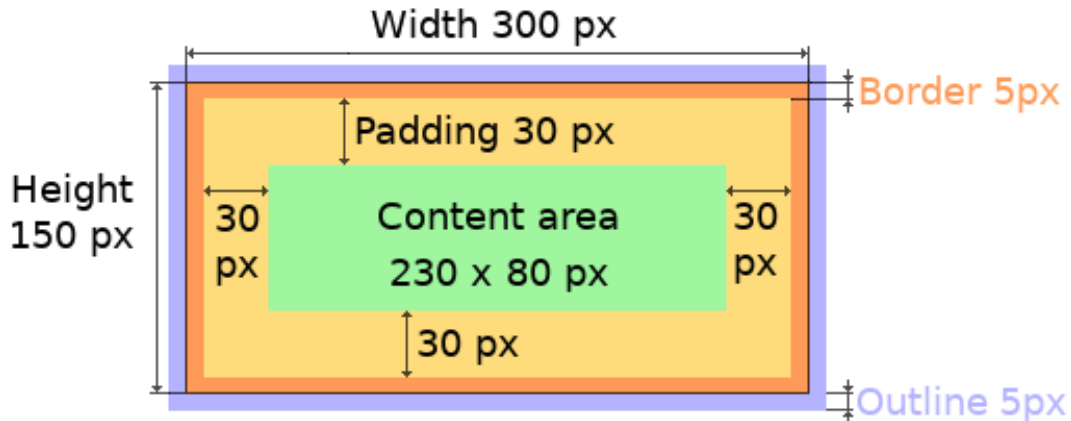 Width 300 px
Border 5px
Padding 30 px
Height
150 px
30
px
Content area
230 x 80 px
30
px
30 px
Outline 5px